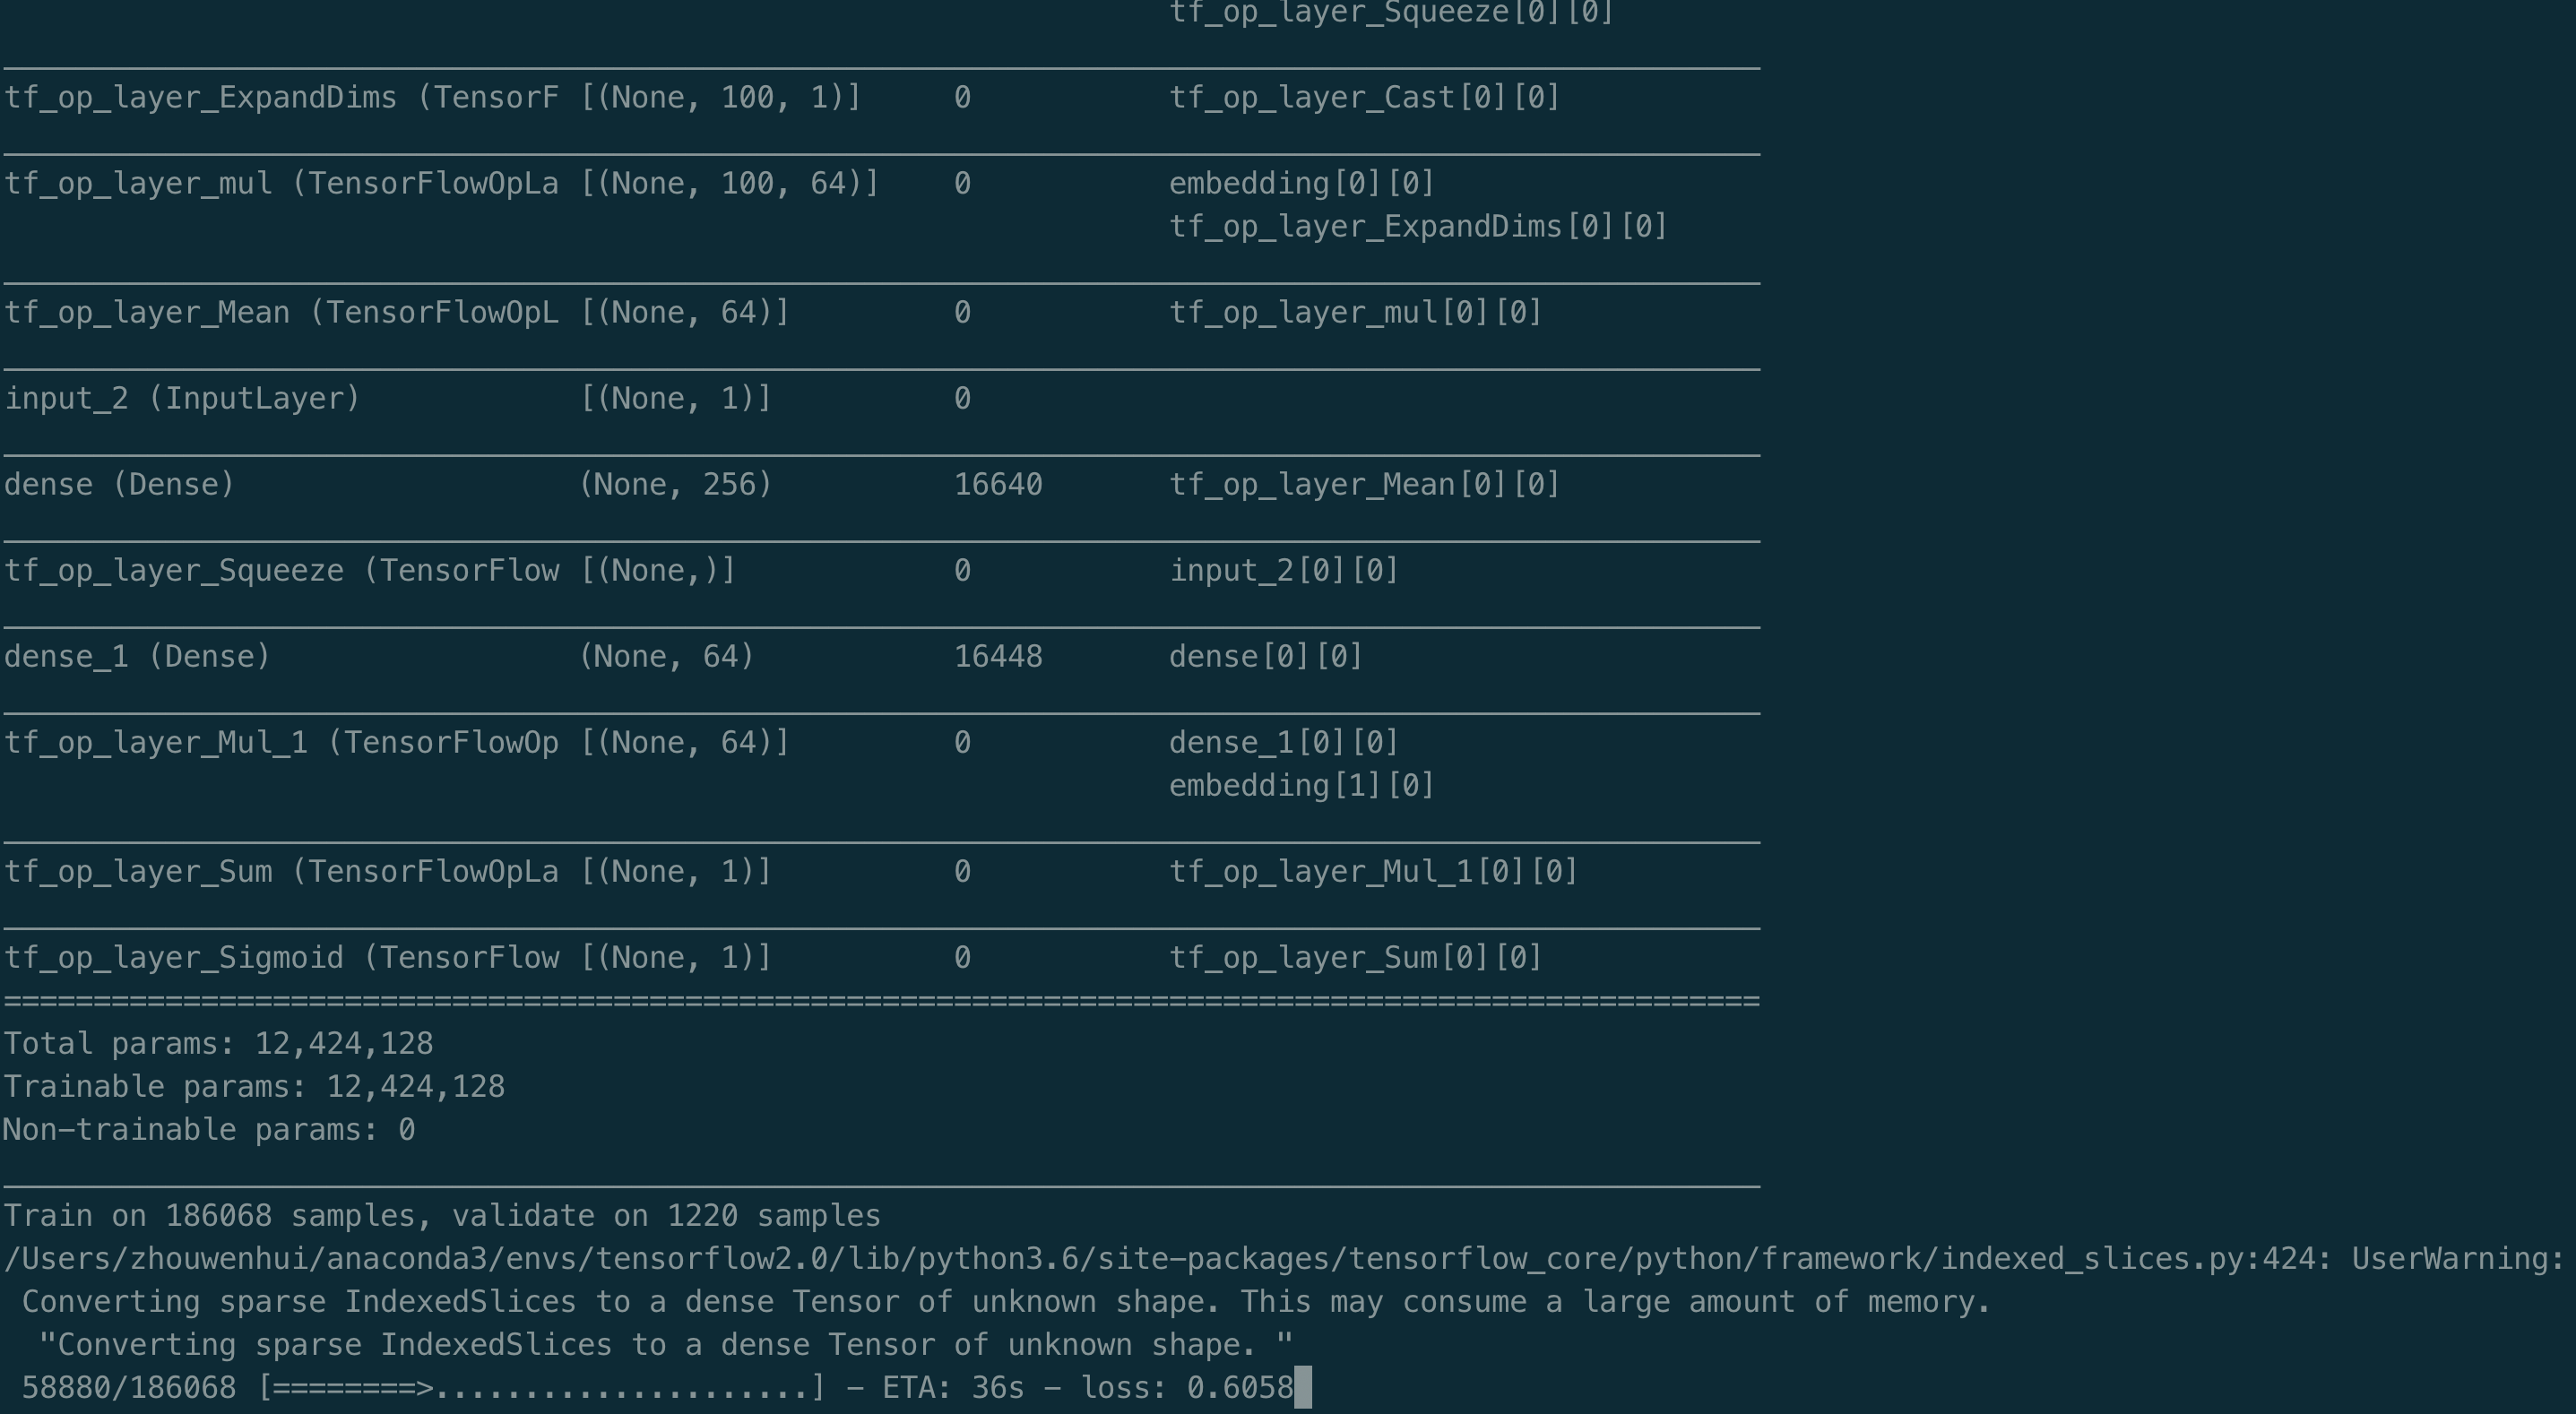 tf_op_layer_Squeeze[0][0]
tf_op_layer_ExpandDims (TensorF [(None, 100, 1)] 0 tf_op_layer_Cast[0][0]
tf_op_layer_mul (TensorFlowOpLa [(None, 100, 64)] 0 embedding[0][0]
tf_op_layer_ExpandDims[0][0]
tf_op_layer_Mean (TensorFlowOpL [(None, 64)] 0 tf_op_layer_mul[0][0]
input_2 (InputLayer) [(None, 1)] 0
dense (Dense) (None, 256) 16640 tf_op_layer_Mean[0][0]
tf_op_layer_Squeeze (TensorFlow [(None,)] 0 input_2[0][0]
dense_1 (Dense) (None, 64) 16448 dense[0][0]
tf_op_layer_Mul_1 (TensorFlowOp [(None, 64)] 0 dense_1[0][0]
embedding[1][0]
tf_op_layer_Sum (TensorFlowOpLa [(None, 1)] 0 tf_op_layer_Mul_1[0][0]
tf_op_layer_Sigmoid (TensorFlow [(None, 1)] 0 tf_op_layer_Sum[0][0]
==================================================================================================
Total params: 12,424,128
Trainable params: 12,424,128
Non-trainable params: 0
Train on 186068 samples, validate on 1220 samples
/Users/zhouwenhui/anaconda3/envs/tensorflow2.0/lib/python3.6/site-packages/tensorflow_core/python/framework/indexed_slices.py:424: UserWarning:
Converting sparse IndexedSlices to a dense Tensor of unknown shape. This may consume a large amount of memory.
"Converting sparse IndexedSlices to a dense Tensor of unknown shape. "
58880/186068 [========>.....................] - ETA: 36s - loss: 0.6058